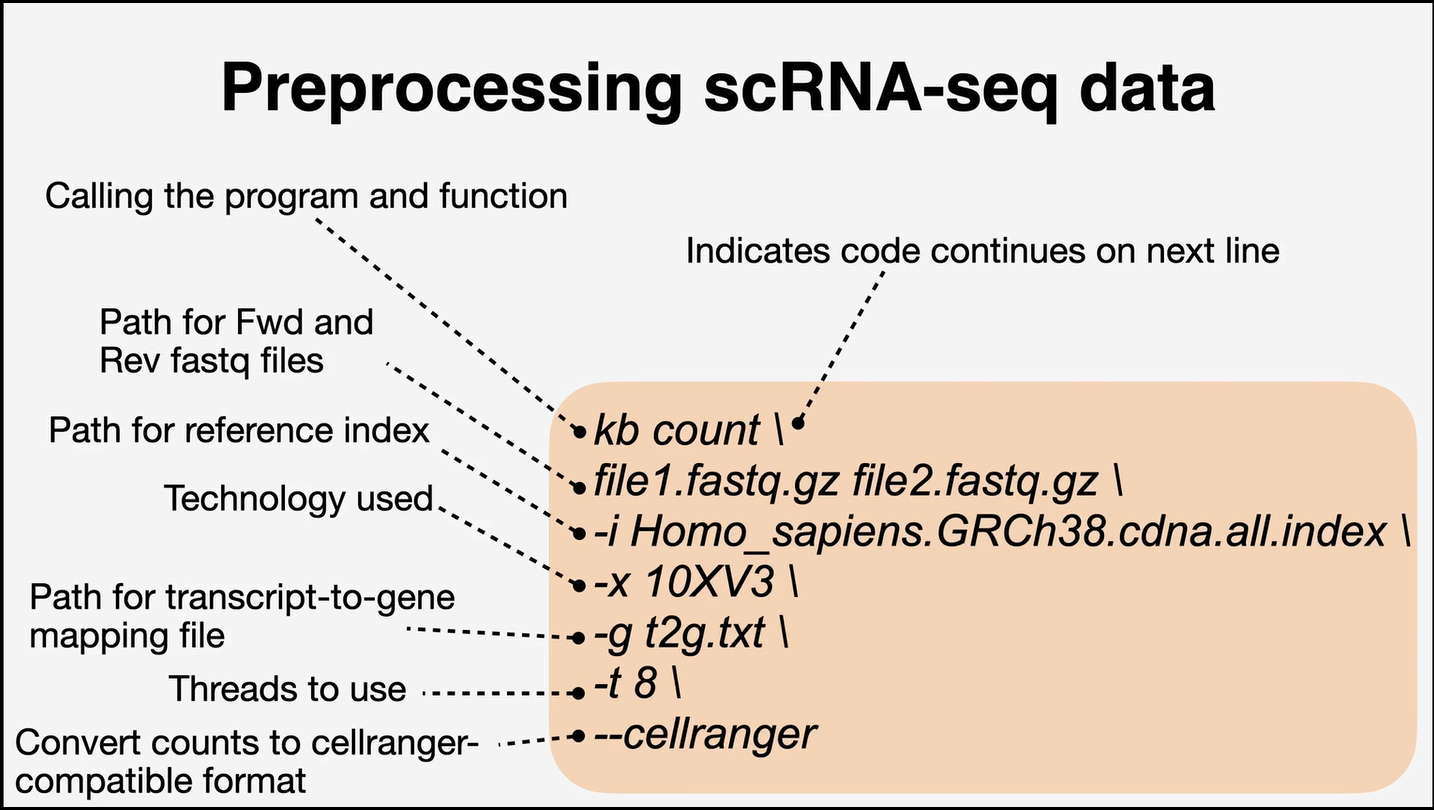 Preprocessing scRNA-seq data
Calling the program and function
Indicates code continues on next line
Path for Fwd and
Rev fastq files
Path for reference index
Technology used
Path for transcript-to-gene
mapping file
Threads to use
Convert counts to cellranger-
compatible format
kb count \
file1.fastq.gz file2.fastq.gz \
-i Homo_sapiens.GRCh38.cdna.all.index \
-x 10XV3 \
-g t2g.txt \
-t 8 \
--cellranger